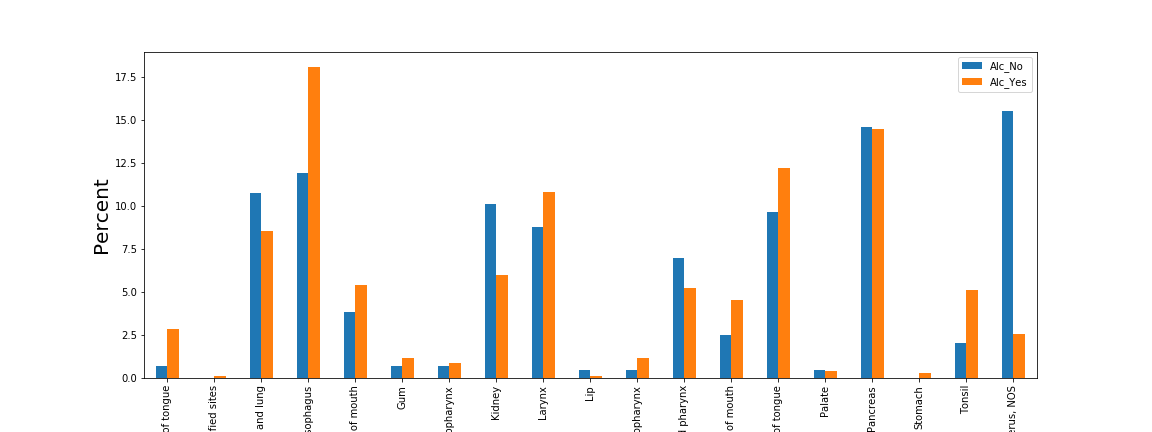 Alc_No
Alc_Yes
Percent
17.5
15.0
12.5
10.0
7.5
5.0
2.5
0.0
of tongue
fied sites
and lung
sophagus
of mouth
Gum
opharynx
Kidney
Larynx
Lip
opharynx
d pharynx
of mouth
of tongue
Palate
Pancreas
Stomach
Tonsil
erus, NOS